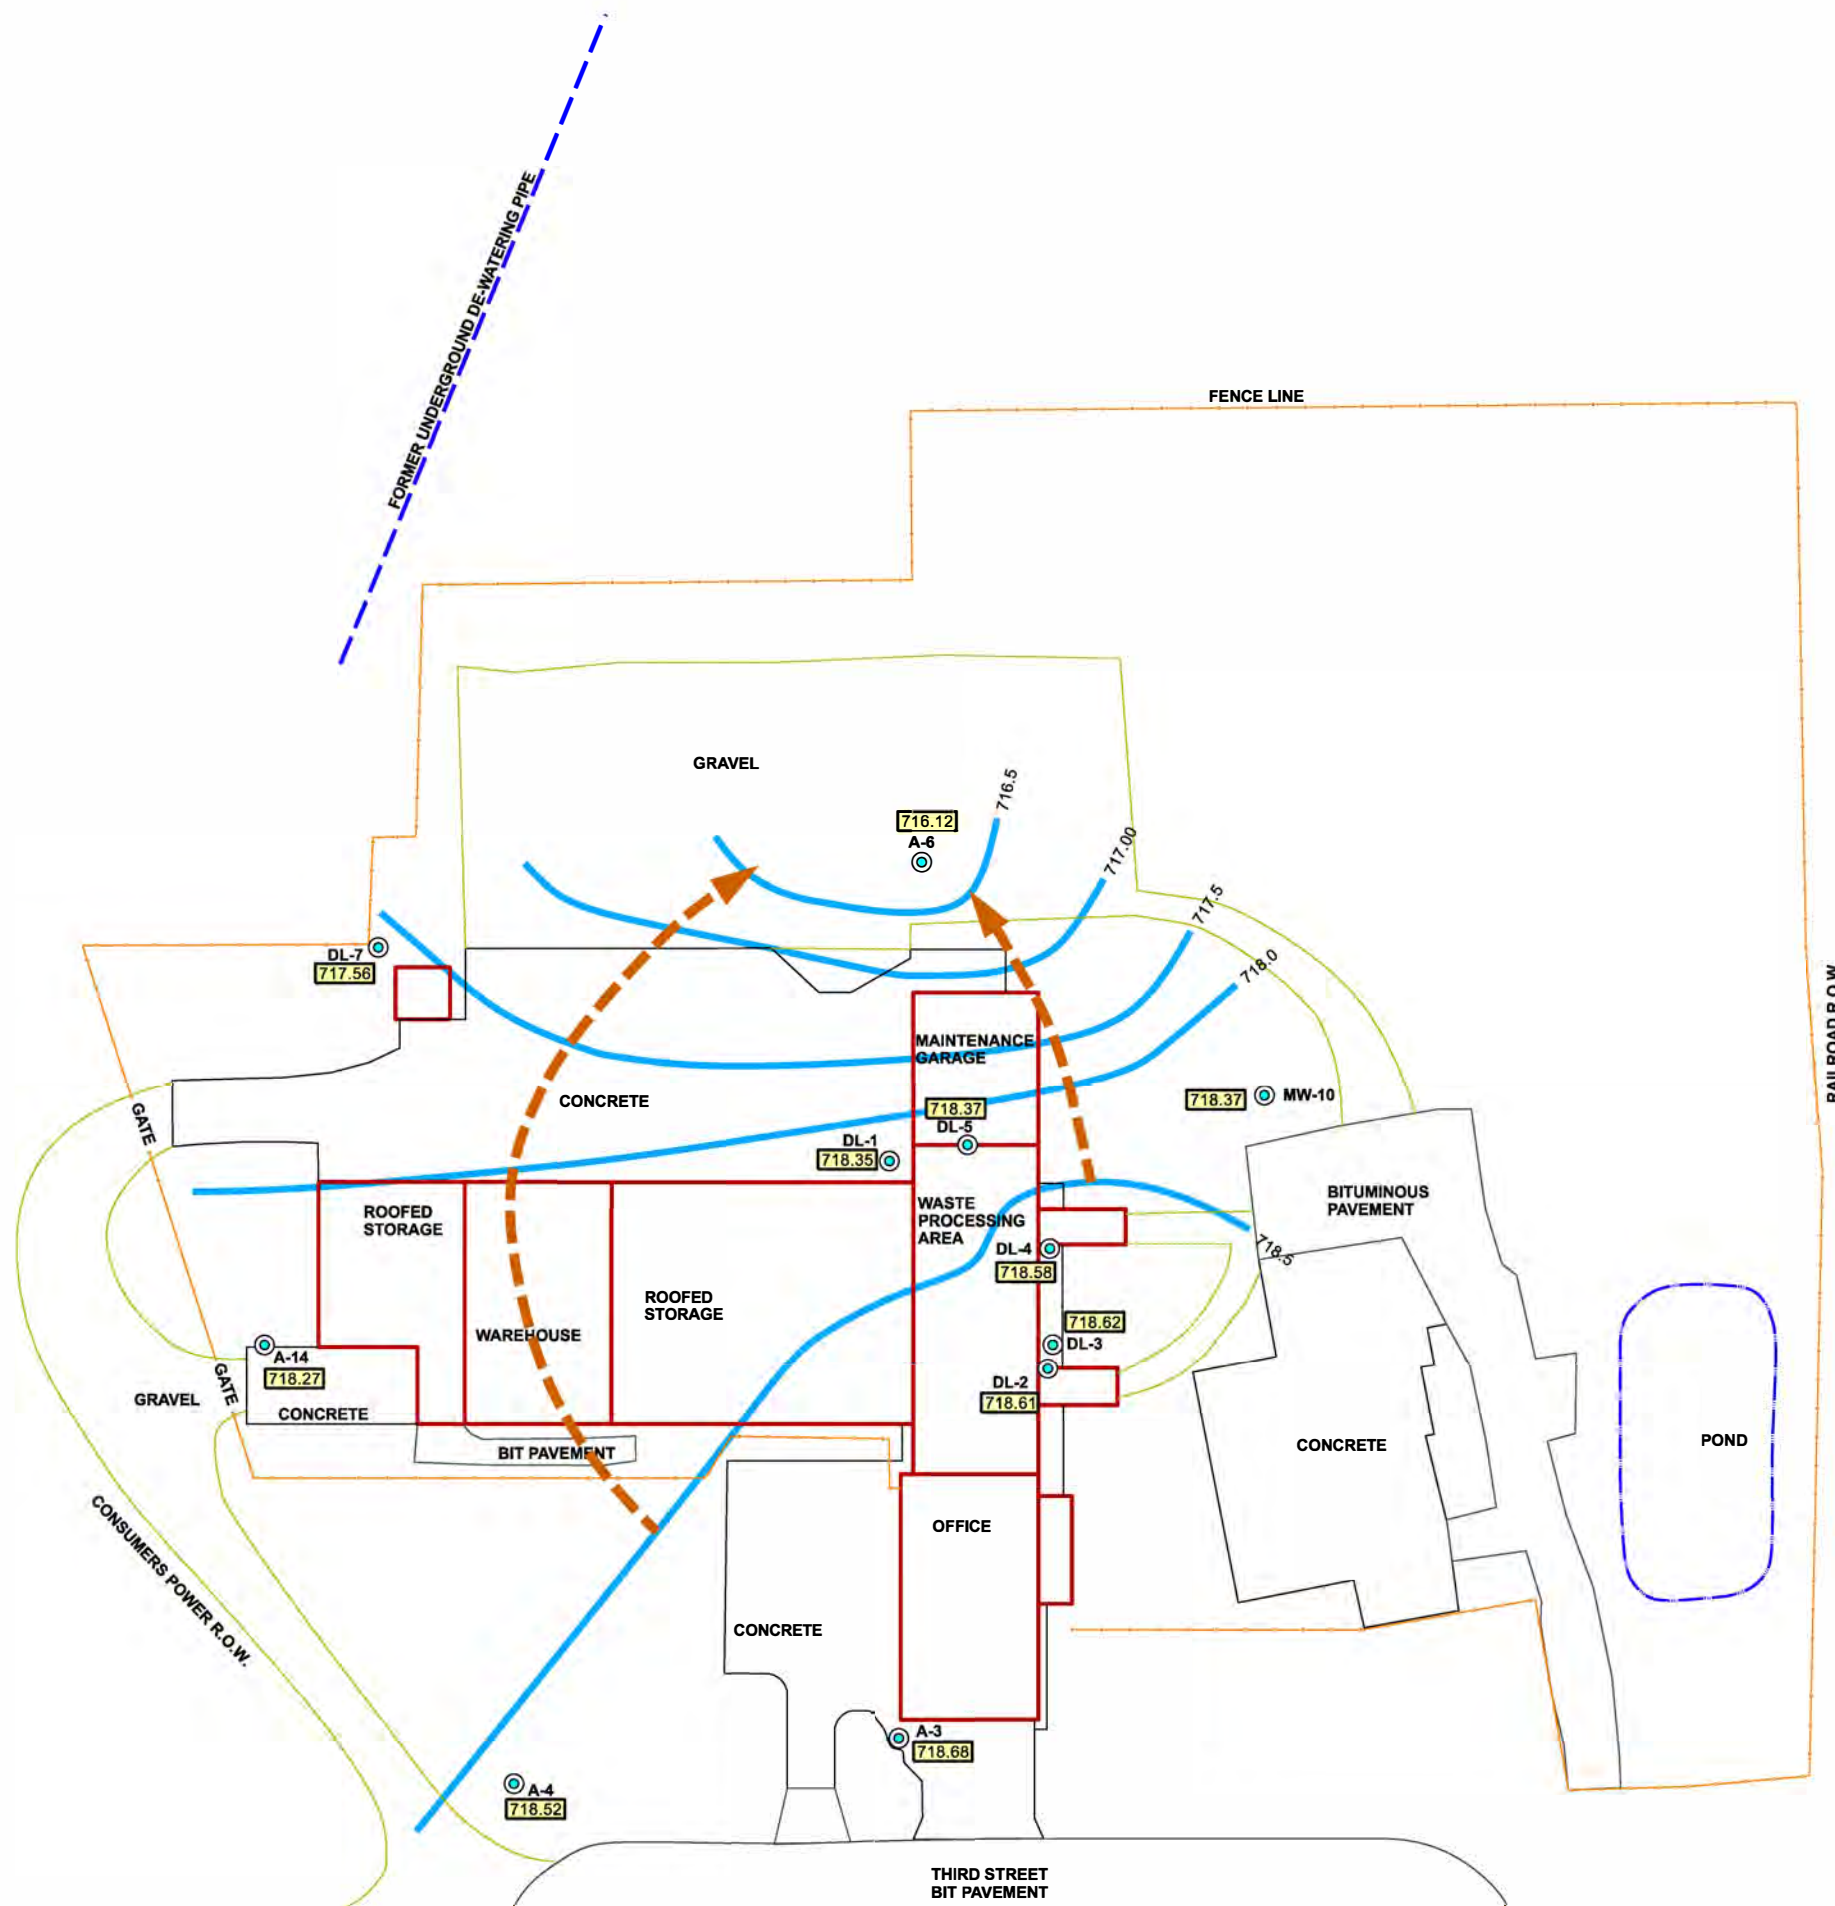 FORMER UNDERGROUND DE-WATERING PIPE
FENCE LINE
GRAVEL
716.5
716.12
A-6
717.00
717.5
DL-7
717.56
718.0
RAILROAD R.O.W.
MAINTENANCE
GARAGE
CONCRETE
GATE
718.37
DL-5
718.37
MW-10
DL-1
718.35
ROOFED
STORAGE
WASTE
PROCESSING
AREA
BITUMINOUS
PAVEMENT
DL-4
718.58
718.5
ROOFED
STORAGE
WAREHOUSE
718.62
DL-3
A-14
718.27
GATE
DL-2
718.61
GRAVEL
CONCRETE
BIT PAVEMENT
CONCRETE
POND
CONSUMERS POWER R.O.W.
OFFICE
CONCRETE
A-3
718.68
A-4
718.52
THIRD STREET
BIT PAVEMENT